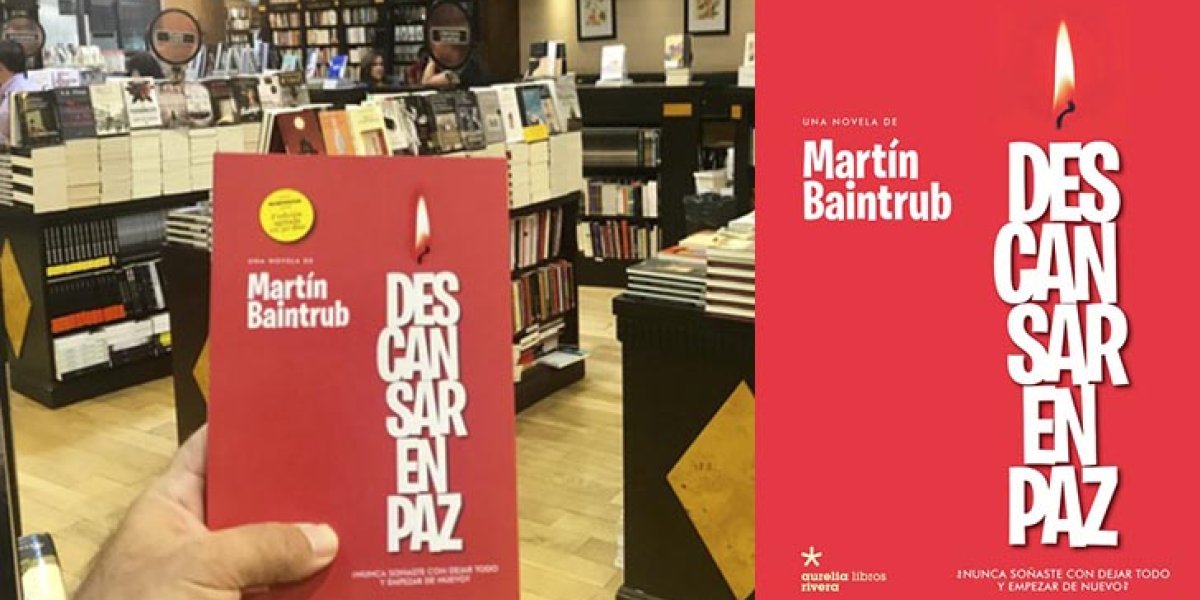 UNA NOVELA DE
Martín
Baintrub
DES
CAN
SAR
EN
PAZ
¿NUNCA SOÑASTE CON DEJAR TODO
Y EMPEZAR DE NUEVO?
UNA NOVELA DE
Martín
Baintrub
DES
CAN
SAR
EN
PAZ
aurelia libros
rivera
¿NUNCA SOÑASTE CON DEJAR TODO
Y EMPEZAR DE NUEVO?